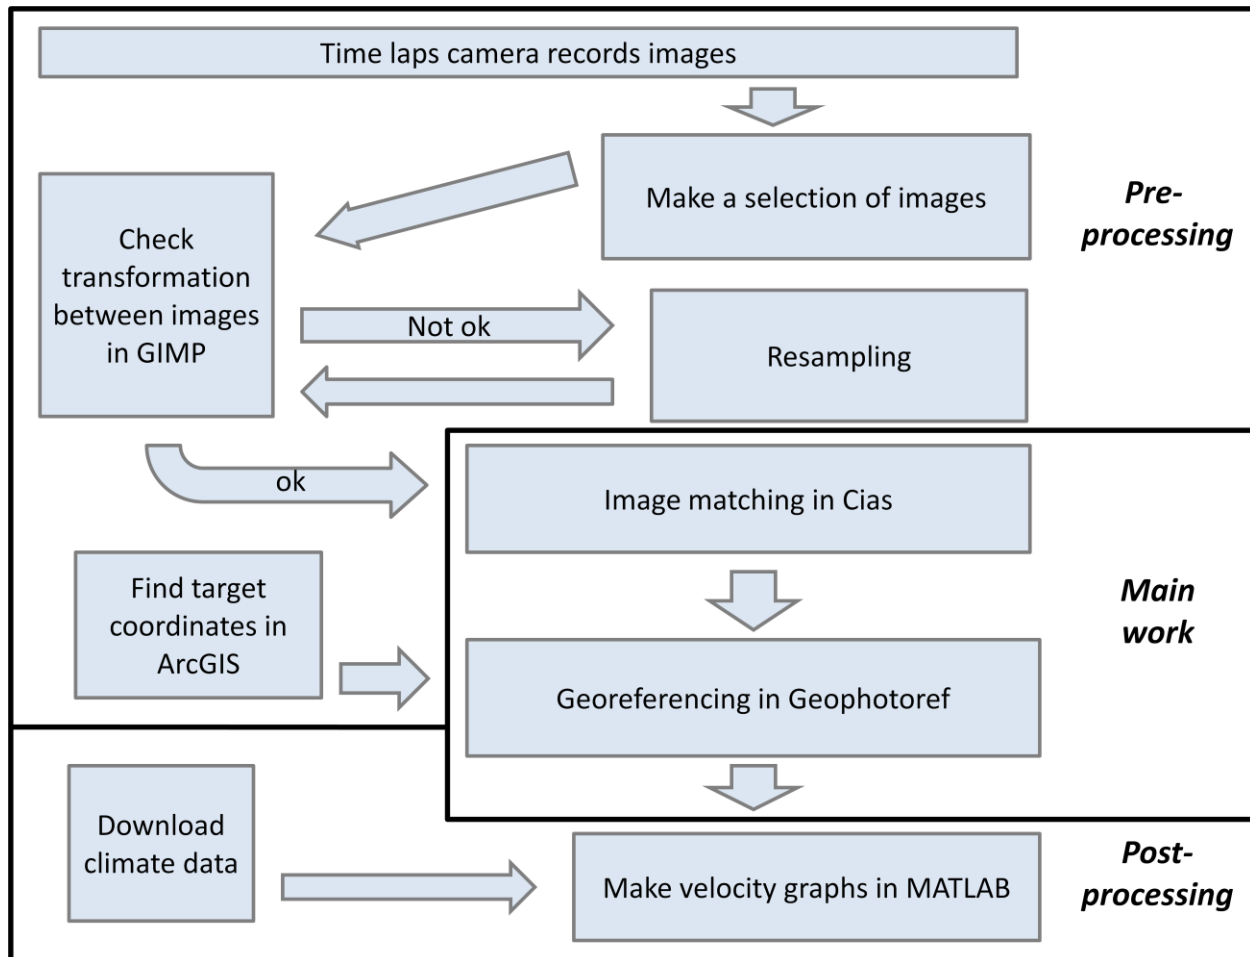 Time laps camera records images
Make a selection of images
Pre-
processing
Check
transformation
between images
in GIMP
Not ok
Resampling
ok
Image matching in Cias
Find target
coordinates in
ArcGIS
Main
work
Georeferencing in Geophotoref
Download
climate data
Make velocity graphs in MATLAB
Post-
processing